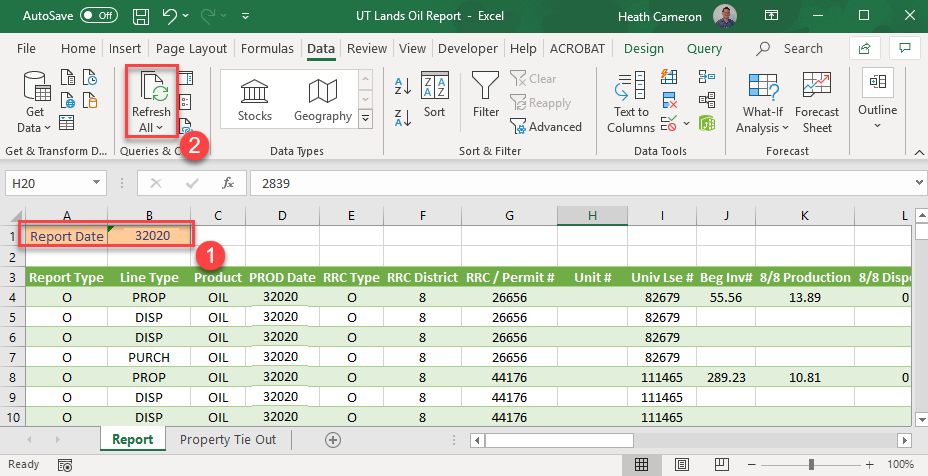 AutoSave Off UT Lands Oil Report - Excel Heath Cameron
File Home Insert Page Layout Formulas Data Review View Developer Help ACROBAT Design Query Search
Get Data Refresh All Stocks Geography Sort Filter Clear Reapply Advanced Text to Columns What-If Analysis Forecast Sheet Outline
2
Get & Transform D... Queries & C Data Types Sort & Filter Data Tools Forecast
H20 fx 2839
A B C D E F G H I J K L
1 Report Date 32020
1
2
3 Report Type Line Type Product PROD Date RRC Type RRC District RRC / Permit # Unit # Univ Lse # Beg Inv# 8/8 Production 8/8 Dispo
4 O PROP OIL 32020 O 8 26656 82679 55.56 13.89 0
5 O DISP OIL 32020 O 8 26656 82679
6 O DISP OIL 32020 O 8 26656 82679
7 O PURCH OIL 32020 O 8 26656 82679
8 O PROP OIL 32020 O 8 44176 111465 289.23 10.81 0
9 O DISP OIL 32020 O 8 44176 111465
10 O DISP OIL 32020 O 8 44176 111465
Report Property Tie Out
Ready 100%